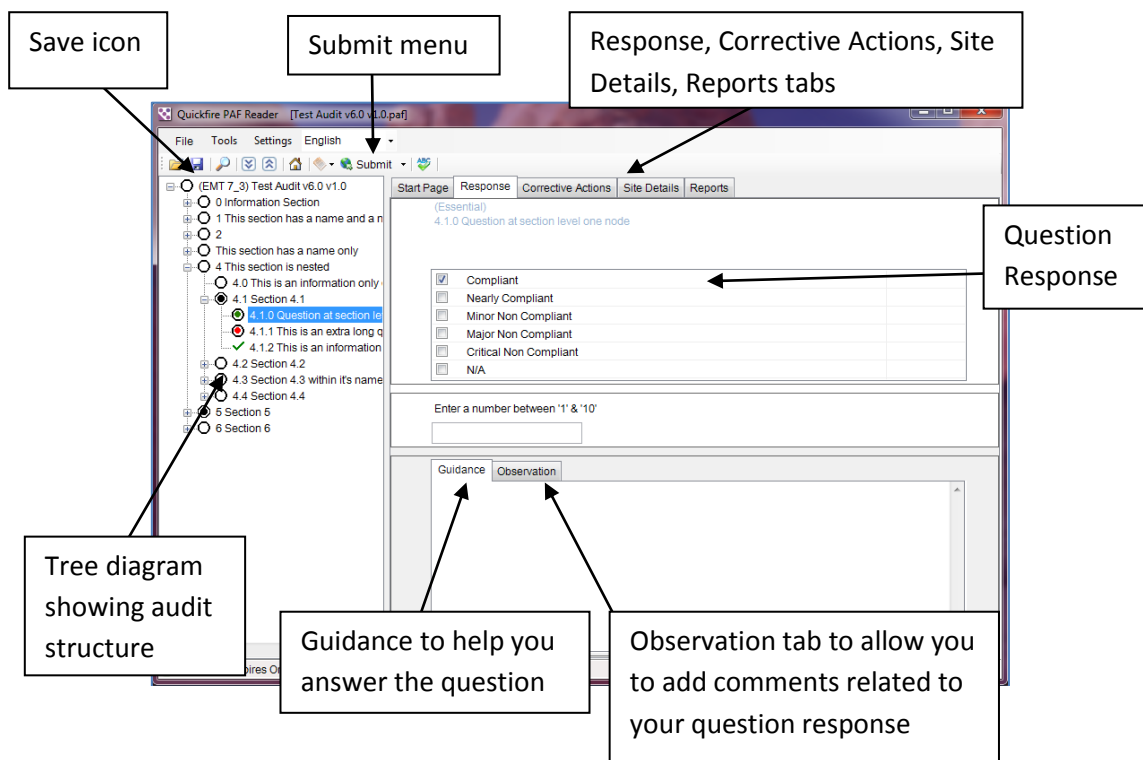 Save icon
Submit menu
Response, Corrective Actions, Site
Details, Reports tabs
Quickfire PAF Reader [Test Audit v6.0 v1.0.paf]
File Tools Settings English
Submit
ABC
(EMT 7_3) Test Audit v6.0 v1.0
0 Information Section
1 This section has a name and a n
2
This section has a name only
4 This section is nested
4.0 This is an information only
4.1 Section 4.1
4.1.0 Question at section le
4.1.1 This is an extra long q
4.1.2 This is an information
4.2 Section 4.2
4.3 Section 4.3 within it's name
4.4 Section 4.4
5 Section 5
6 Section 6
Start Page Response Corrective Actions Site Details Reports
(Essential)
4.1.0 Question at section level one node
Compliant
Nearly Compliant
Minor Non Compliant
Major Non Compliant
Critical Non Compliant
N/A
Question
Response
Enter a number between '1' & '10'
Guidance Observation
Tree diagram
showing audit
structure
Guidance to help you
answer the question
Observation tab to allow you
to add comments related to
your question response